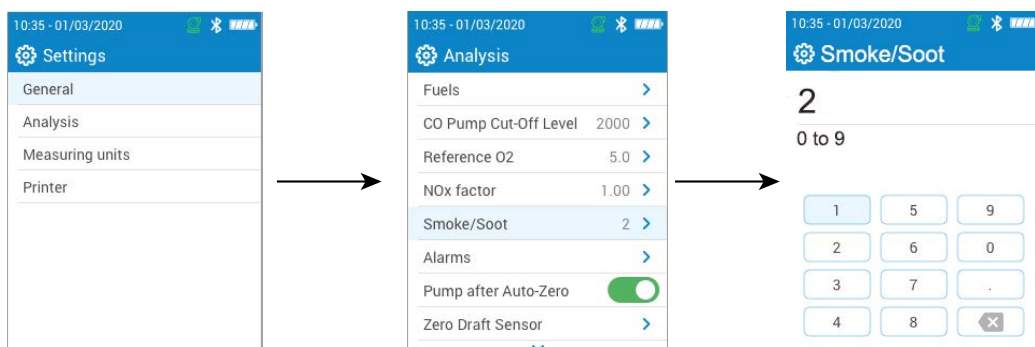 10:35 - 01/03/2020
Settings
General
Analysis
Measuring units
Printer
10:35 - 01/03/2020
Analysis
Fuels
CO Pump Cut-Off Level 2000
Reference O2 5.0
NOx factor 1.00
Smoke/Soot 2
Alarms
Pump after Auto-Zero
Zero Draft Sensor
10:35 - 01/03/2020
Smoke/Soot
2
0 to 9
1 5 9
2 6 0
3 7 .
4 8